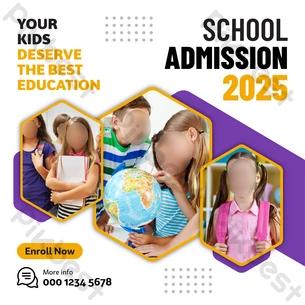 YOUR
KIDS
DESERVE
THE BEST
EDUCATION
SCHOOL
ADMISSION
2025
Enroll Now
More info
000 1234 5678